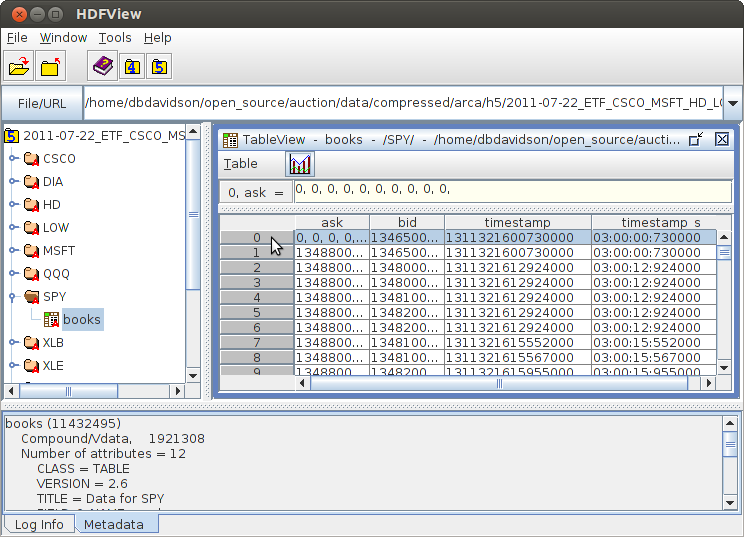 HDFView
File Window Tools Help
4 5
File/URL /home/dbdavidson/open_source/auction/data/compressed/arca/h5/2011-07-22_ETF_CSCO_MSFT_HD_LO
5 2011-07-22_ETF_CSCO_MS
CSCO
DIA
HD
LOW
MSFT
QQQ
SPY
books
XLB
XLE
TableView - books - /SPY/ - /home/dbdavidson/open_source/aucti...
Table
0, ask = 0, 0, 0, 0, 0, 0, 0, 0, 0, 0,
ask bid timestamp timestamp_s
0 0, 0, 0, 0,... 1346500... 1311321600730000 03:00:00:730000
1 1348800... 1346500... 1311321600730000 03:00:00:730000
2 1348800... 1348000... 1311321612924000 03:00:12:924000
3 1348800... 1348000... 1311321612924000 03:00:12:924000
4 1348800... 1348100... 1311321612924000 03:00:12:924000
5 1348800... 1348200... 1311321612924000 03:00:12:924000
6 1348800... 1348200... 1311321612924000 03:00:12:924000
7 1348800... 1348100... 1311321615552000 03:00:15:552000
8 1348800... 1348100... 1311321615567000 03:00:15:567000
9 1348800... 1348200... 1311321615955000 03:00:15:955000
books (11432495)
Compound/Vdata, 1921308
Number of attributes = 12
CLASS = TABLE
VERSION = 2.6
TITLE = Data for SPY
Log Info Metadata